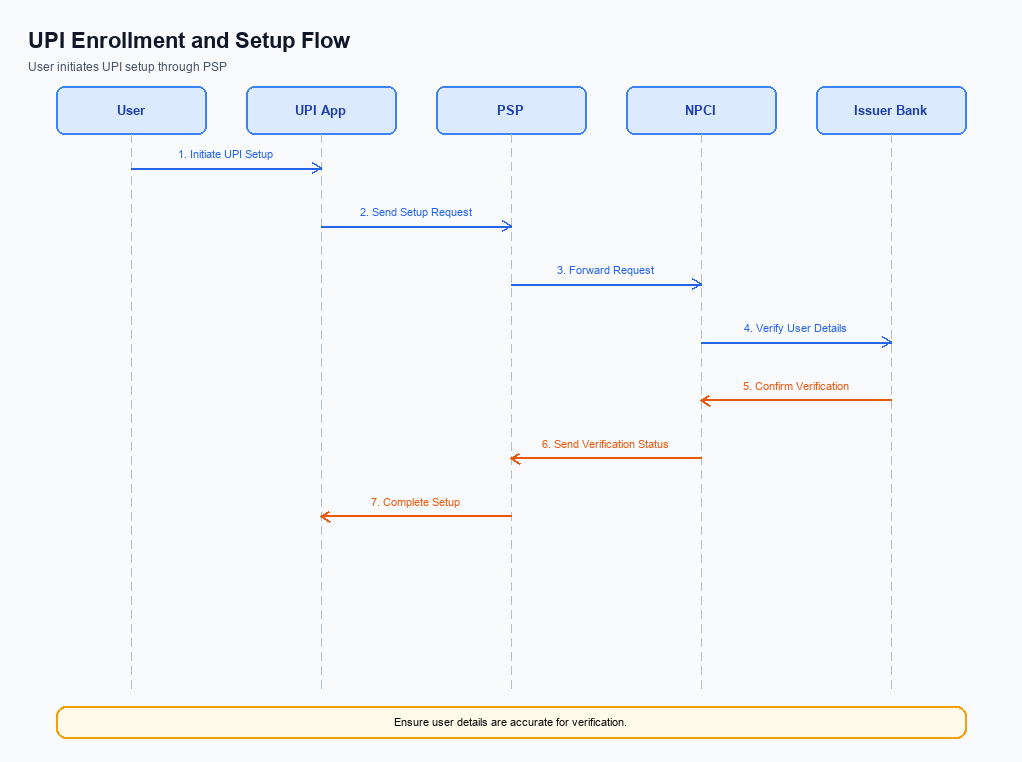 UPI Enrollment and Setup Flow
User initiates UPI setup through PSP
User
UPI App
PSP
NPCI
Issuer Bank
1. Initiate UPI Setup
2. Send Setup Request
3. Forward Request
4. Verify User Details
5. Confirm Verification
6. Send Verification Status
7. Complete Setup
Ensure user details are accurate for verification.